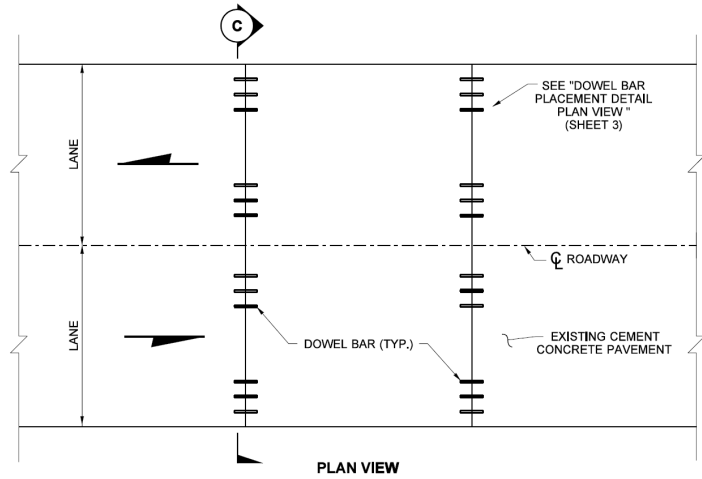 C
SEE "DOWEL BAR
PLACEMENT DETAIL
PLAN VIEW "
(SHEET 3)
LANE
℄ ROADWAY
LANE
DOWEL BAR (TYP.)
EXISTING CEMENT
CONCRETE PAVEMENT
PLAN VIEW